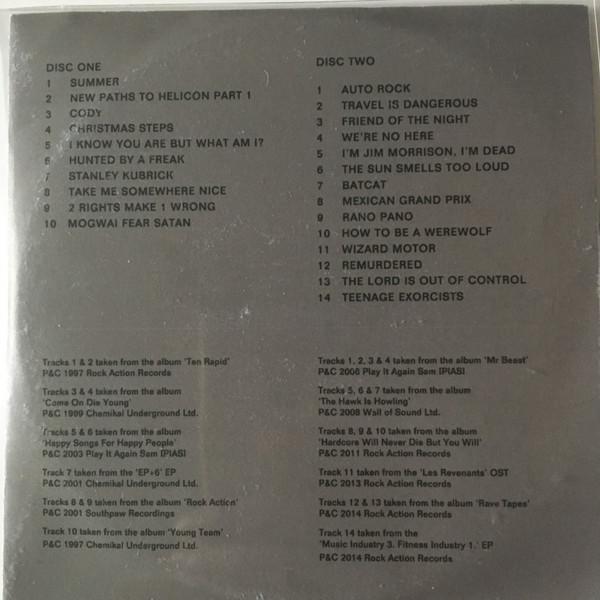 DISC ONE
1 SUMMER
2 NEW PATHS TO HELICON PART 1
3 CODY
4 CHRISTMAS STEPS
5 I KNOW YOU ARE BUT WHAT AM I?
6 HUNTED BY A FREAK
7 STANLEY KUBRICK
8 TAKE ME SOMEWHERE NICE
9 2 RIGHTS MAKE 1 WRONG
10 MOGWAI FEAR SATAN
Tracks 1 & 2 taken from the album 'Ten Rapid'
P&C 1997 Rock Action Records
Tracks 3 & 4 taken from the album
'Come On Die Young'
P&C 1999 Chemikal Underground Ltd.
Tracks 5 & 6 taken from the album
'Happy Songs For Happy People'
P&C 2003 Play It Again Sam [PIAS]
Track 7 taken from the 'EP+6' EP
P&C 2001 Chemikal Underground Ltd.
Tracks 8 & 9 taken from the album 'Rock Action'
P&C 2001 Southpaw Recordings
Track 10 taken from the album 'Young Team'
P&C 1997 Chemikal Underground Ltd.
DISC TWO
1 AUTO ROCK
2 TRAVEL IS DANGEROUS
3 FRIEND OF THE NIGHT
4 WE'RE NO HERE
5 I'M JIM MORRISON, I'M DEAD
6 THE SUN SMELLS TOO LOUD
7 BATCAT
8 MEXICAN GRAND PRIX
9 RANO PANO
10 HOW TO BE A WEREWOLF
11 WIZARD MOTOR
12 REMURDERED
13 THE LORD IS OUT OF CONTROL
14 TEENAGE EXORCISTS
Tracks 1, 2, 3 & 4 taken from the album 'Mr Beast'
P&C 2006 Play It Again Sam [PIAS]
Tracks 5, 6 & 7 taken from the album
'The Hawk Is Howling'
P&C 2008 Wall of Sound Ltd.
Tracks 8, 9 & 10 taken from the album
'Hardcore Will Never Die But You Will'
P&C 2011 Rock Action Records
Track 11 taken from the 'Les Revenants' OST
P&C 2013 Rock Action Records
Tracks 12 & 13 taken from the album 'Rave Tapes'
P&C 2014 Rock Action Records
Track 14 taken from the
'Music Industry 3. Fitness Industry 1.' EP
P&C 2014 Rock Action Records